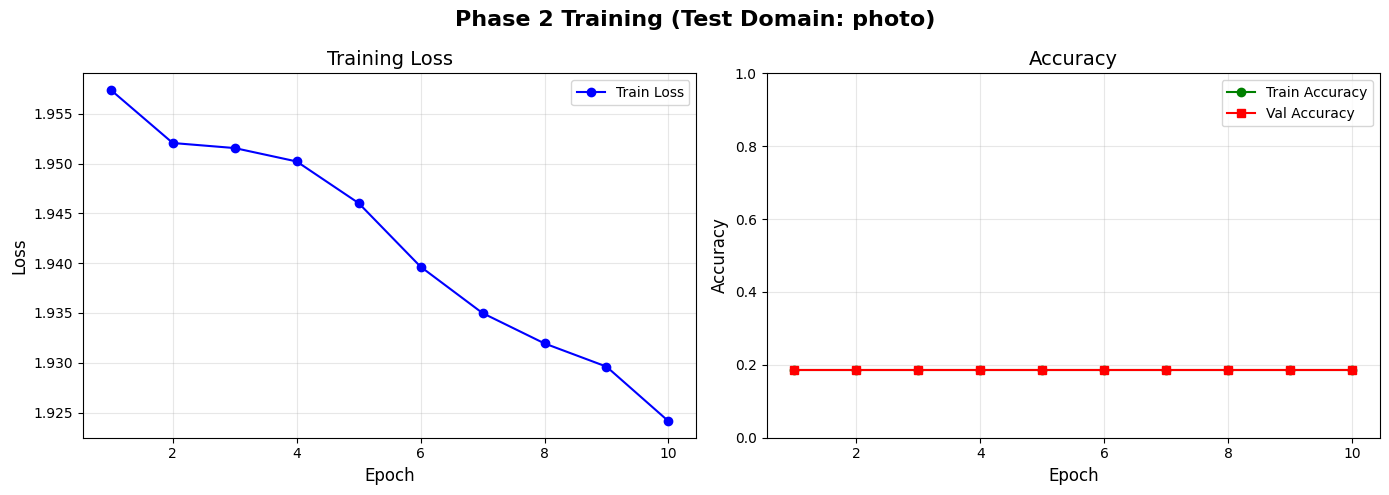 Phase 2 Training (Test Domain: photo)
Training Loss
Train Loss
1.955
1.950
1.945
1.940
1.935
1.930
1.925
Loss
2
4
6
8
10
Epoch
Accuracy
Train Accuracy
Val Accuracy
1.0
0.8
0.6
0.4
0.2
0.0
Accuracy
2
4
6
8
10
Epoch